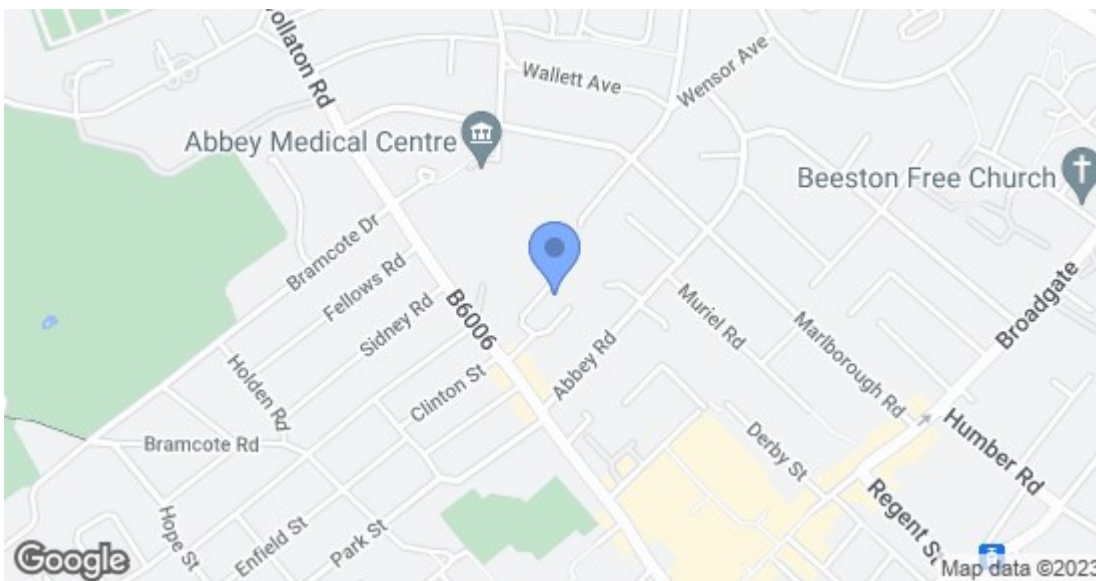 ollaton Rd
Wallett Ave
Wensor Ave
Abbey Medical Centre
Beeston Free Church
Bramcote Dr
Fellows Rd
Sidney Rd
B6006
Muriel Rd
Marlborough Rd
Broadgate
Holden Rd
Clinton St
Abbey Rd
Bramcote Rd
Derby St
Humber Rd
Hope St
Enfield St
Park St
Regent St
Google
Map data ©2023